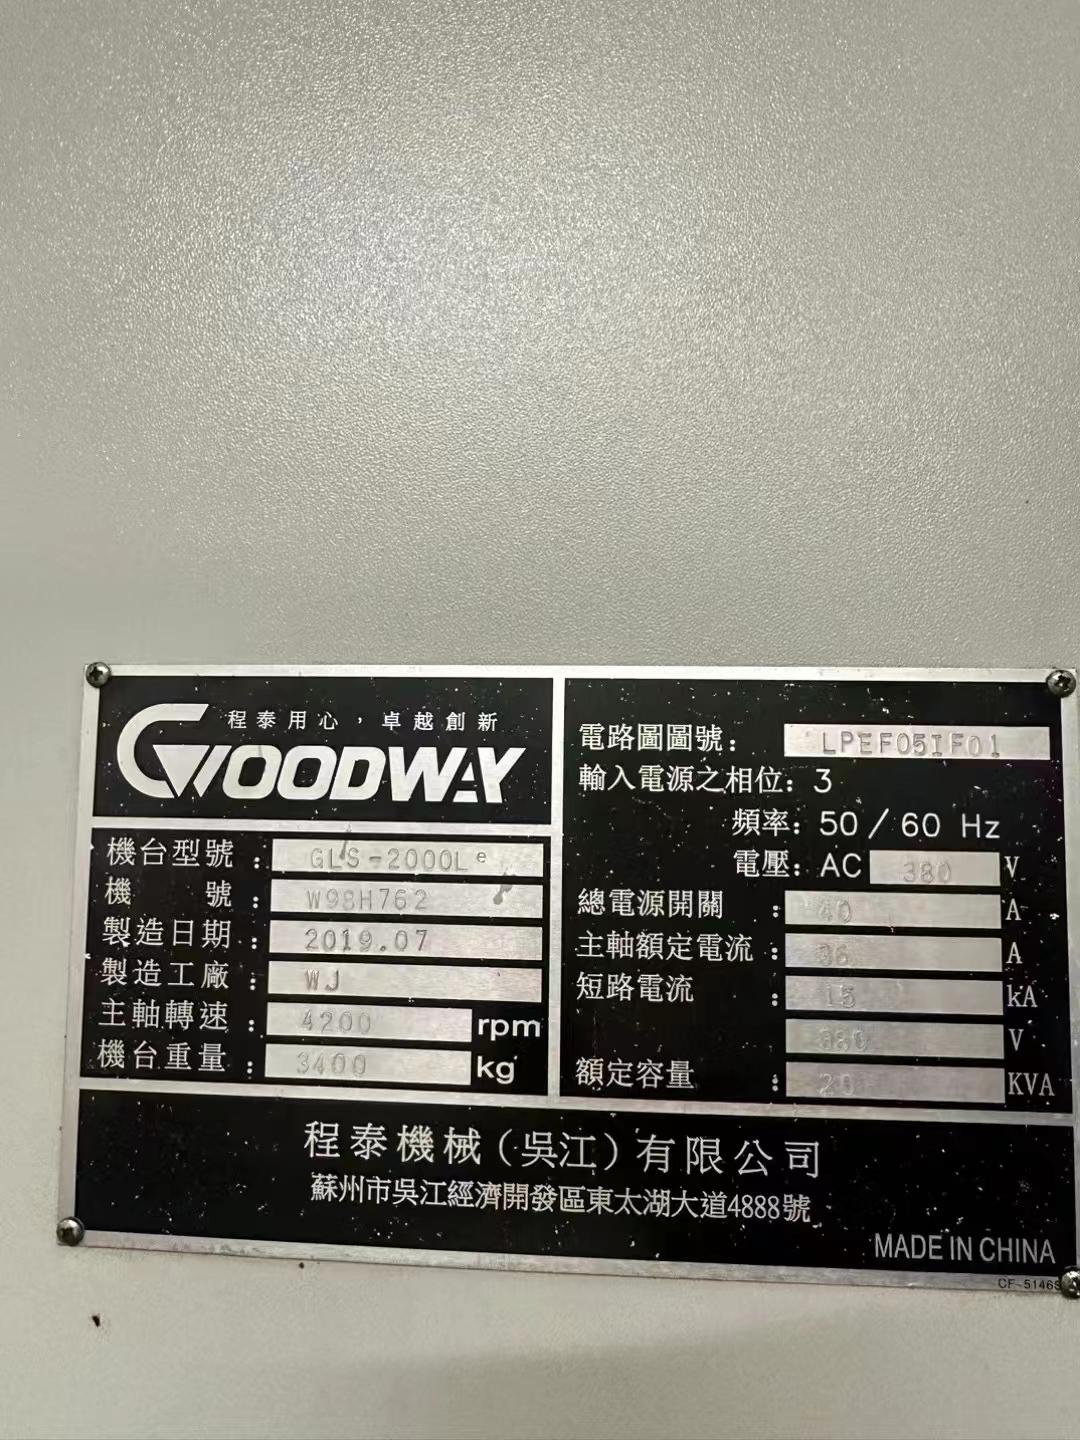 程泰用心，卓越創新
GOODWAY
機台型號： GLS-2000L e
機號： W98H762
製造日期： 2019.07
製造工廠： WJ
主軸轉速： 4200 rpm
機台重量： 3400 kg
電路圖圖號： LPEF05IF01
輸入電源之相位：3
頻率：50/60 Hz
電壓：AC 380 V
總電源開關： 40 A
主軸額定電流： 36 A
短路電流： 15 kA
380 V
額定容量： 20 KVA
程泰機械（吳江）有限公司
蘇州市吳江經濟開發區東太湖大道4888號
MADE IN CHINA